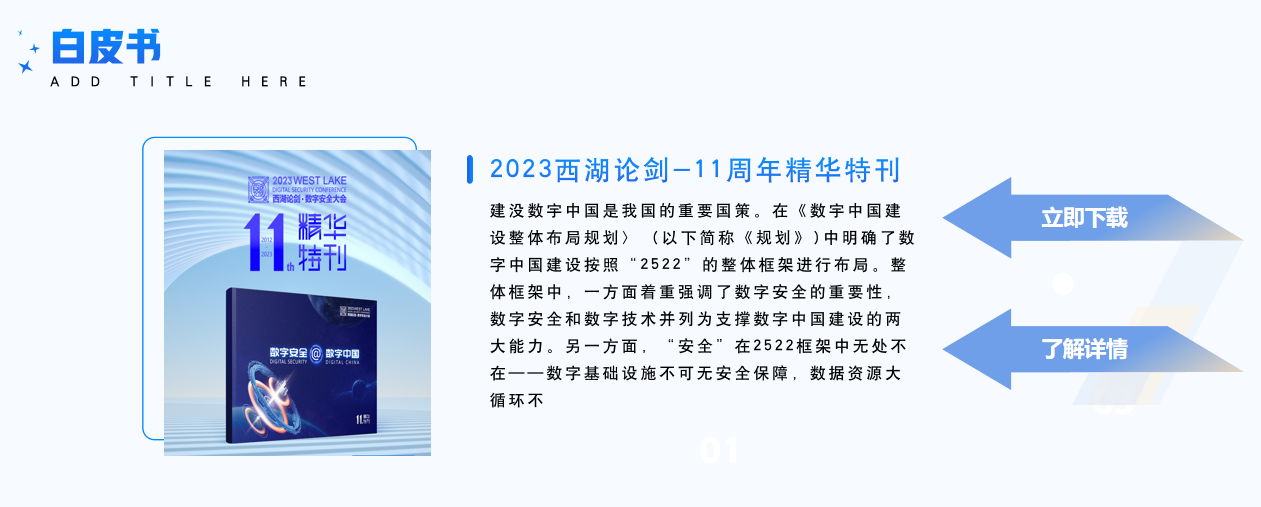 白皮书
ADD TITLE HERE
2023WEST LAKE
DIGITAL SECURITY CONFERENCE
西湖论剑·数字安全大会
11th
2012
2023
精华
特刊
数字安全@数字中国
DIGITAL SECURITY
DIGITAL CHINA
11
2023西湖论剑—11周年精华特刊
建没数字中国是我国的重要国策。在《数字中国建
设整体布局规划〉（以下简称《规划》)中明确了数
字中国建设按照“2522”的整体框架进行布局。整
体框架中，一方面着重强调了数字安全的重要性，
数字安全和数字技术并列为支撑数字中国建设的两
大能力。另一方面，“安全”在2522框架中无处不
在——数字基础设施不可无安全保障，数据资源大
循环不
立即下载
了解详情
01